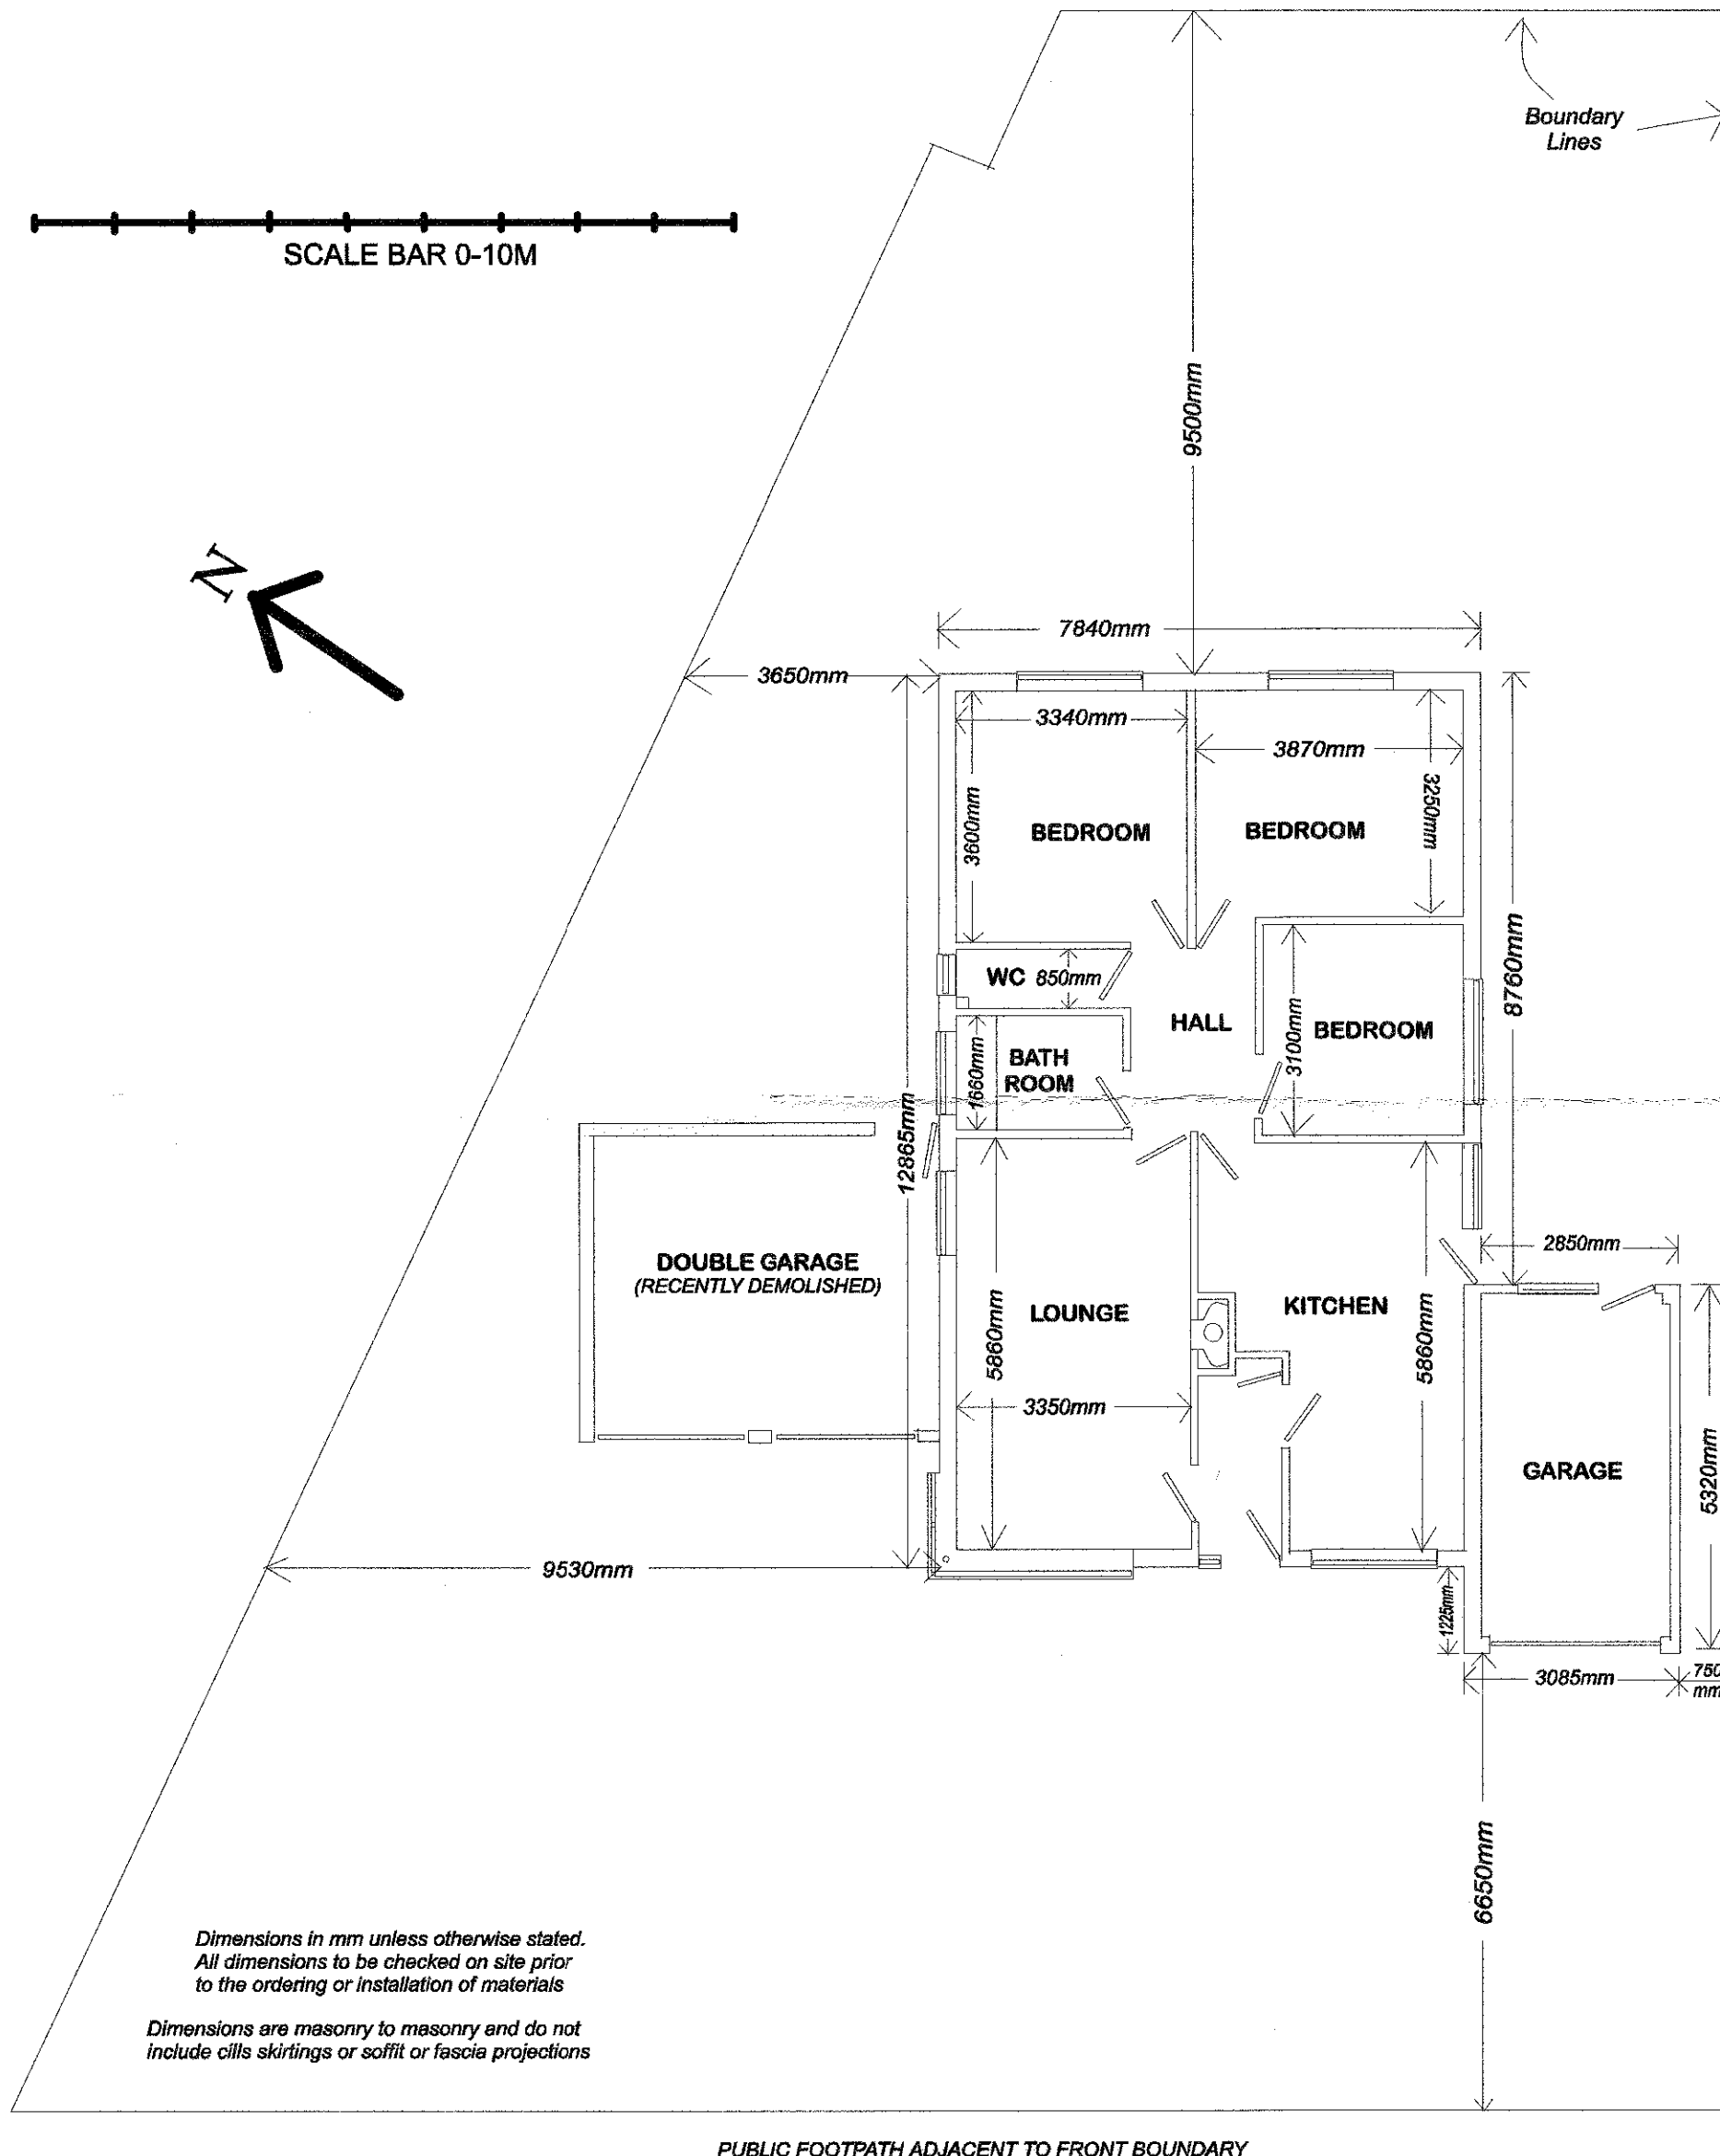 Boundary
Lines
SCALE BAR 0-10M
9500mm
N
7840mm
3650mm
3340mm
3870mm
3600mm
3250mm
BEDROOM
BEDROOM
8760mm
WC 850mm
HALL
3100mm
BEDROOM
1660mm
BATH
ROOM
12865mm
2850mm
DOUBLE GARAGE
(RECENTLY DEMOLISHED)
LOUNGE
KITCHEN
5860mm
5860mm
3350mm
GARAGE
5320mm
9530mm
1225mm
3085mm
750
mm
6650mm
Dimensions in mm unless otherwise stated.
All dimensions to be checked on site prior
to the ordering or installation of materials
Dimensions are masonry to masonry and do not
include cills skirtings or soffit or fascia projections
PUBLIC FOOTPATH ADJACENT TO FRONT BOUNDARY